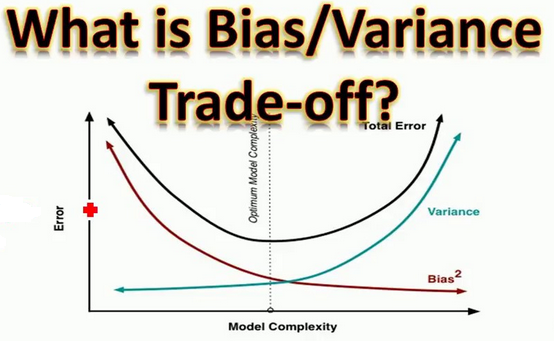 What is Bias/Variance
Trade-off?
Total Error
Optimum Model Complexity
Variance
Error
Bias²
Model Complexity